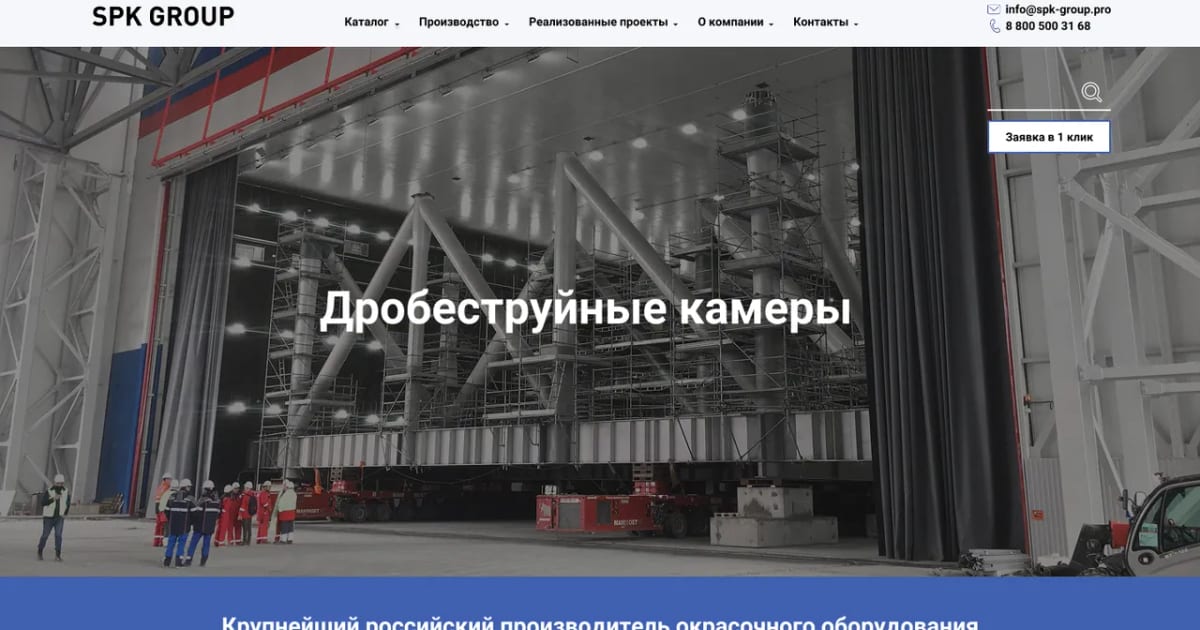 SPK GROUP
Каталог
Производство
Реализованные проекты
О компании
Контакты
info@spk-group.pro
8 800 500 31 68
Заявка в 1 клик
Дробеструйные камеры
MAMMOET
Крупнейший российский производитель окрасочного оборудования